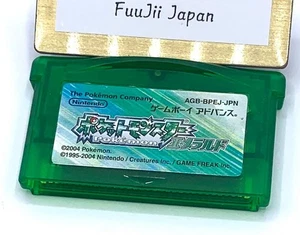 FuuJii Japan
The Pokémon Company
AGB-BPEJ-JPN
Nintendo
ゲームボーイ アドバンス
ポケットモンスター
エメラルド
©2004 Pokémon.
©1995-2004 Nintendo / Creatures inc. / GAME FREAK inc.